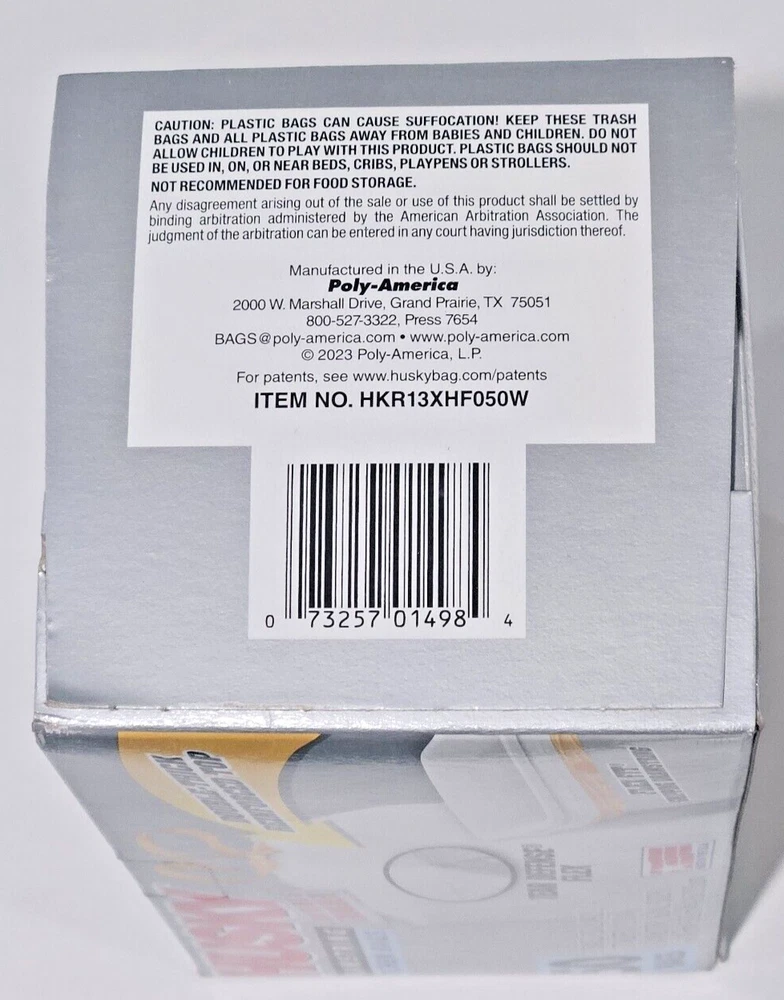 CAUTION: PLASTIC BAGS CAN CAUSE SUFFOCATION! KEEP THESE TRASH
BAGS AND ALL PLASTIC BAGS AWAY FROM BABIES AND CHILDREN. DO NOT
ALLOW CHILDREN TO PLAY WITH THIS PRODUCT. PLASTIC BAGS SHOULD NOT
BE USED IN, ON, OR NEAR BEDS, CRIBS, PLAYPENS OR STROLLERS.
NOT RECOMMENDED FOR FOOD STORAGE.
Any disagreement arising out of the sale or use of this product shall be settled by
binding arbitration administered by the American Arbitration Association. The
judgment of the arbitration can be entered in any court having jurisdiction thereof.
Manufactured in the U.S.A. by:
Poly-America
2000 W. Marshall Drive, Grand Prairie, TX 75051
800-527-3322, Press 7654
BAGS@poly-america.com • www.poly-america.com
© 2023 Poly-America, L.P.
For patents, see www.huskybag.com/patents
ITEM NO. HKR13XHF050W
0 73257 01498 4
HUSKY
FLEX